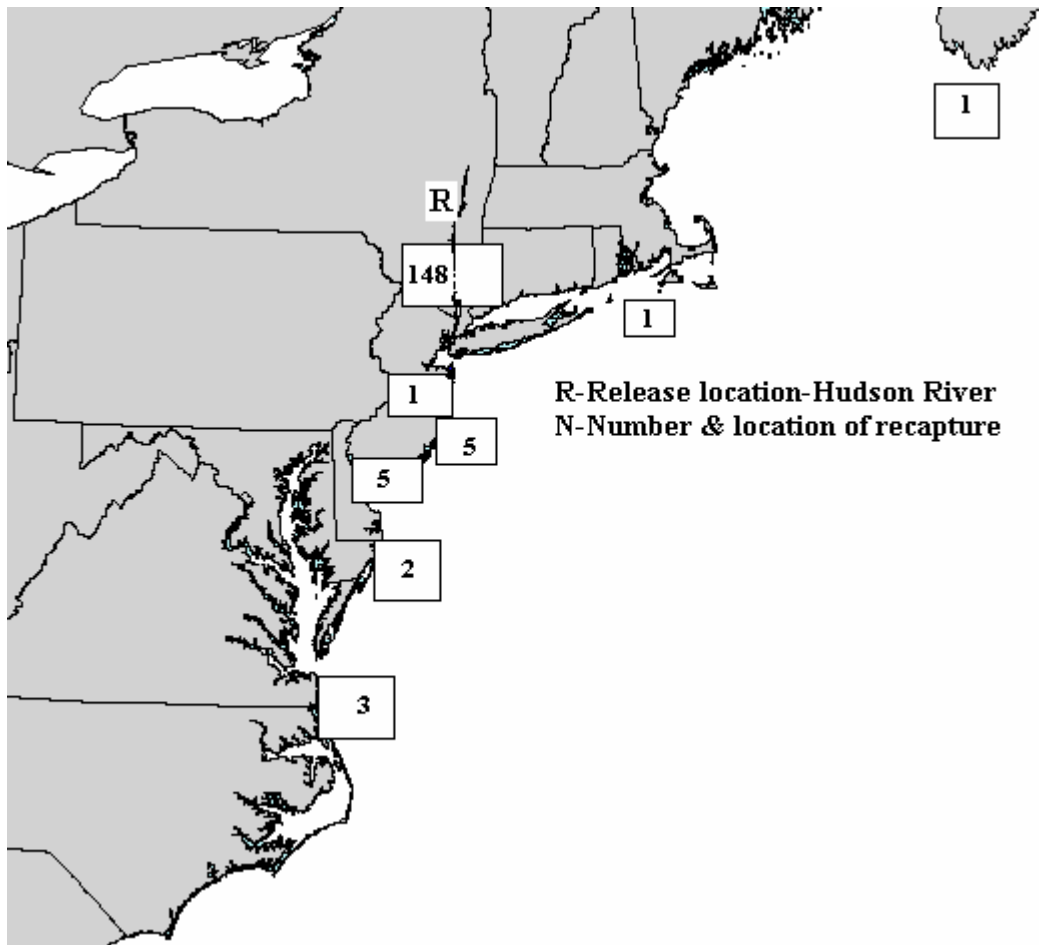 1
R
148
1
R-Release location-Hudson River
N-Number & location of recapture
1
5
5
2
3